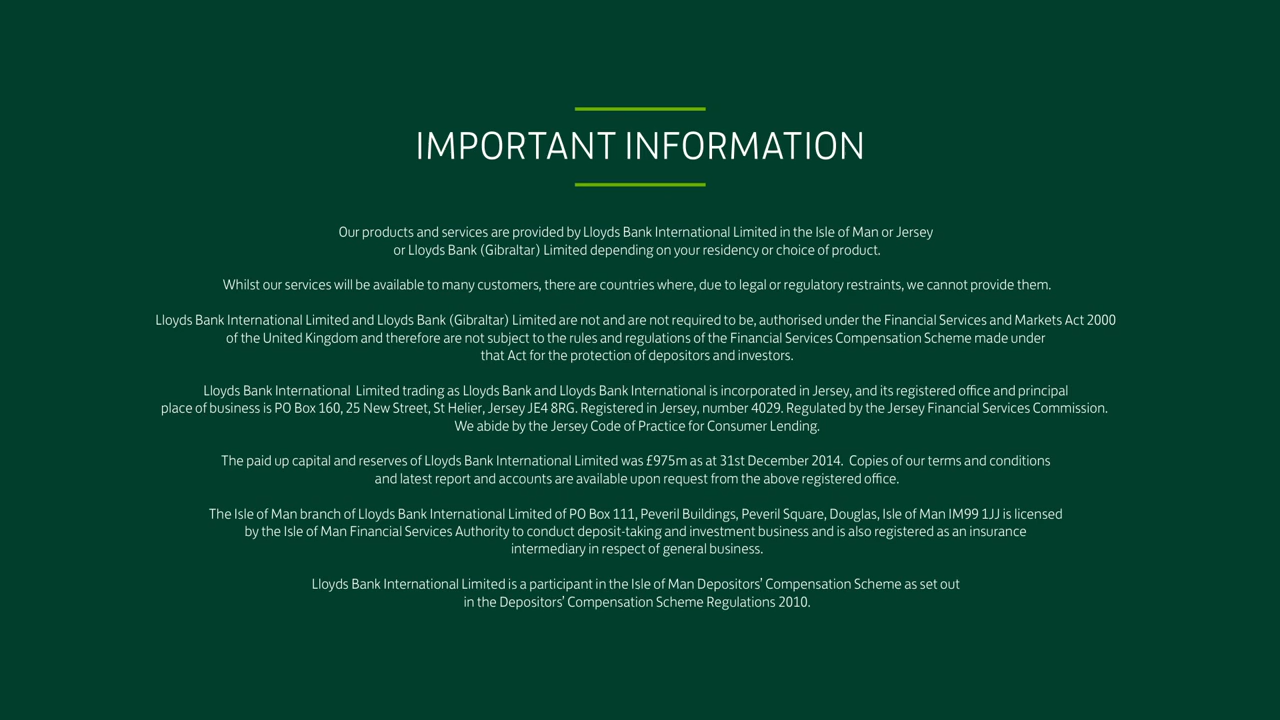 IMPORTANT INFORMATION
Our products and services are provided by Lloyds Bank International Limited in the Isle of Man or Jersey
or Lloyds Bank (Gibraltar) Limited depending on your residency or choice of product.
Whilst our services will be available to many customers, there are countries where, due to legal or regulatory restraints, we cannot provide them.
Lloyds Bank International Limited and Lloyds Bank (Gibraltar) Limited are not and are not required to be, authorised under the Financial Services and Markets Act 2000
of the United Kingdom and therefore are not subject to the rules and regulations of the Financial Services Compensation Scheme made under
that Act for the protection of depositors and investors.
Lloyds Bank International  Limited trading as Lloyds Bank and Lloyds Bank International is incorporated in Jersey, and its registered office and principal
place of business is PO Box 160, 25 New Street, St Helier, Jersey JE4 8RG. Registered in Jersey, number 4029. Regulated by the Jersey Financial Services Commission.
We abide by the Jersey Code of Practice for Consumer Lending.
The paid up capital and reserves of Lloyds Bank International Limited was £975m as at 31st December 2014.  Copies of our terms and conditions
and latest report and accounts are available upon request from the above registered office.
The Isle of Man branch of Lloyds Bank International Limited of PO Box 111, Peveril Buildings, Peveril Square, Douglas, Isle of Man IM99 1JJ is licensed
by the Isle of Man Financial Services Authority to conduct deposit-taking and investment business and is also registered as an insurance
intermediary in respect of general business.
Lloyds Bank International Limited is a participant in the Isle of Man Depositors' Compensation Scheme as set out
in the Depositors' Compensation Scheme Regulations 2010.